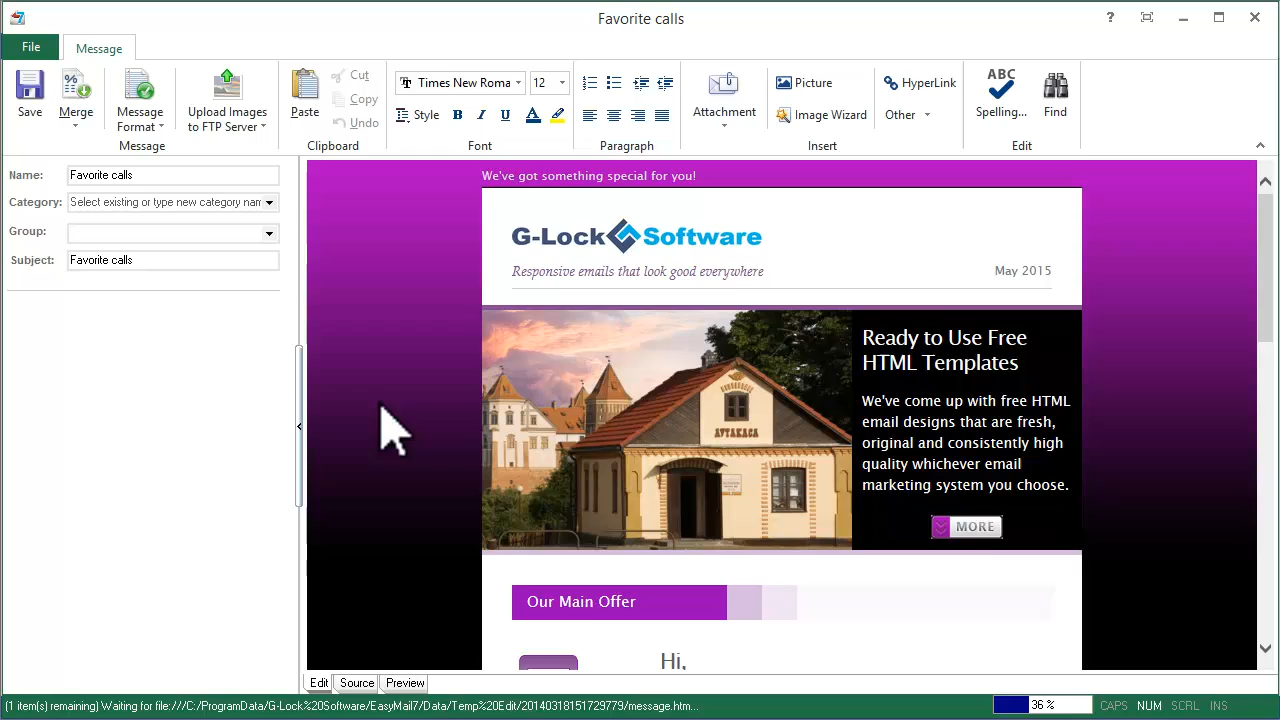 Favorite calls
?
File
Message
Save
Merge
Message Format
Upload Images to FTP Server
Message
Paste
Cut
Copy
Undo
Clipboard
Times New Roma
12
Style
B
I
U
A
Font
Paragraph
Attachment
Picture
Image Wizard
HyperLink
Other
Insert
ABC
Spelling...
Find
Edit
Name:
Favorite calls
Category:
Select existing or type new category nam
Group:
Subject:
Favorite calls
We've got something special for you!
G-Lock Software
Responsive emails that look good everywhere
May 2015
Ready to Use Free
HTML Templates
We've come up with free HTML
email designs that are fresh,
original and consistently high
quality whichever email
marketing system you choose.
MORE
Our Main Offer
Hi,
Edit
Source
Preview
(1 item(s) remaining) Waiting for file:///C:/ProgramData/G-Lock%20Software/EasyMail7/Data/Temp%20Edit/20140318151729779/message.htm...
36 %
CAPS
NUM
SCRL
INS